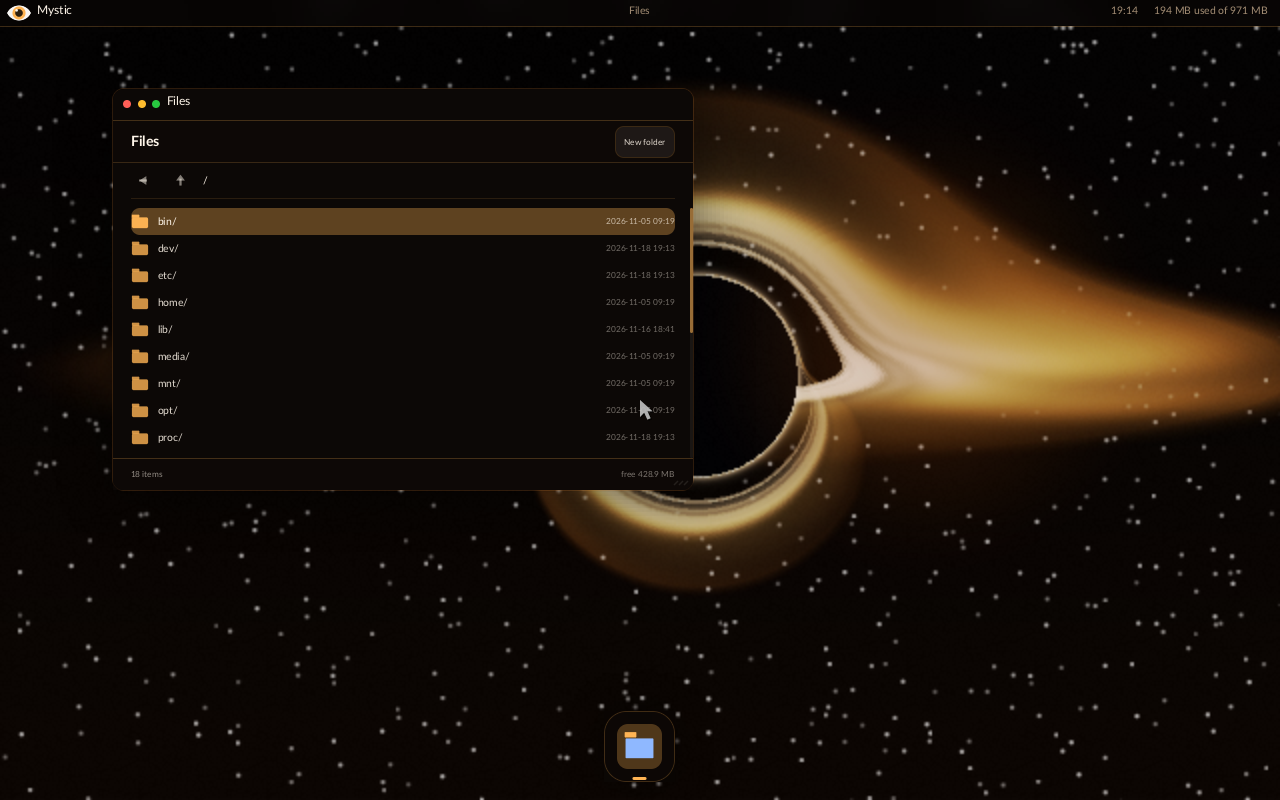 Mystic
Files
19:14
194 MB used of 971 MB
Files
Files
New folder
/
bin/ 2026-11-05 09:19
dev/ 2026-11-18 19:13
etc/ 2026-11-18 19:13
home/ 2026-11-05 09:19
lib/ 2026-11-16 18:41
media/ 2026-11-05 09:19
mnt/ 2026-11-05 09:19
opt/ 09:19
proc/ 2026-11-18 19:13
18 items
free 428.9 MB